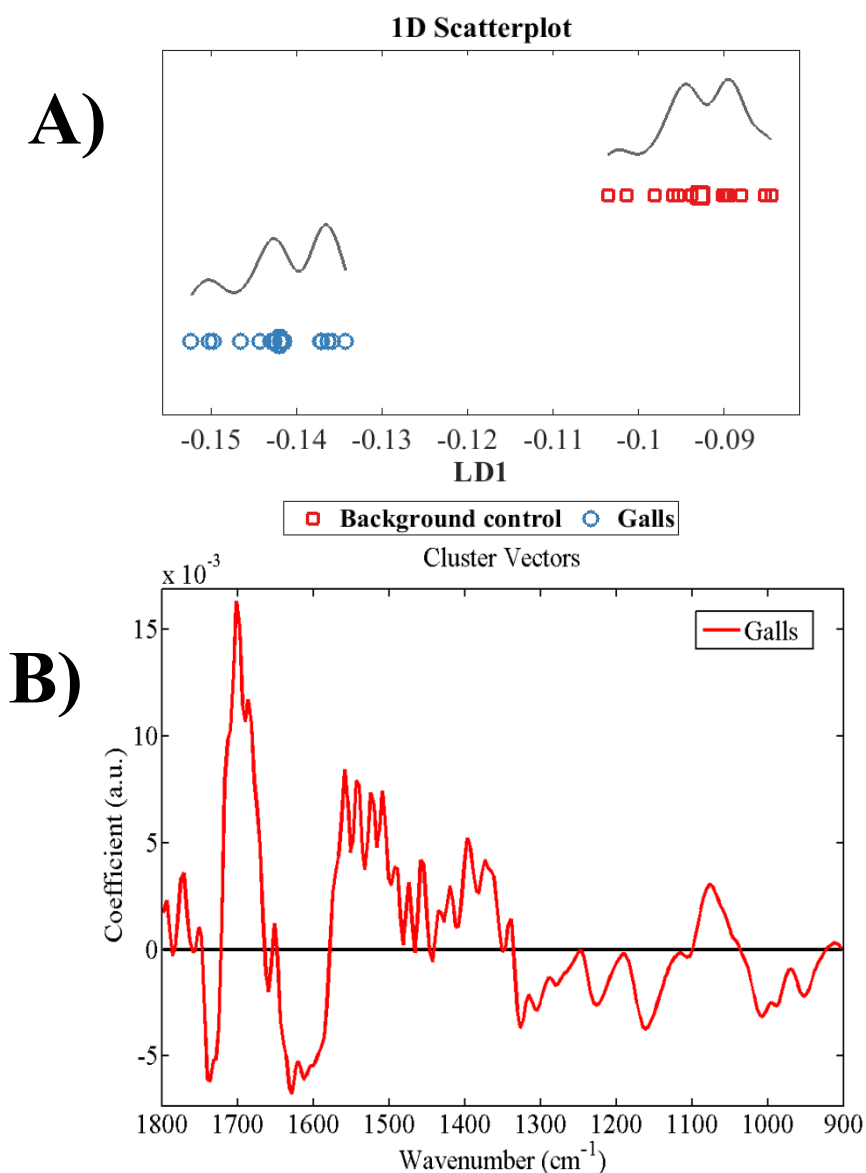 1D Scatterplot
A)
-0.15 -0.14 -0.13 -0.12 -0.11 -0.1 -0.09
LD1
Background control Galls
Cluster Vectors
x 10⁻³
Galls
B)
15
10
5
0
-5
Coefficient (a.u.)
1800 1700 1600 1500 1400 1300 1200 1100 1000 900
Wavenumber (cm⁻¹)